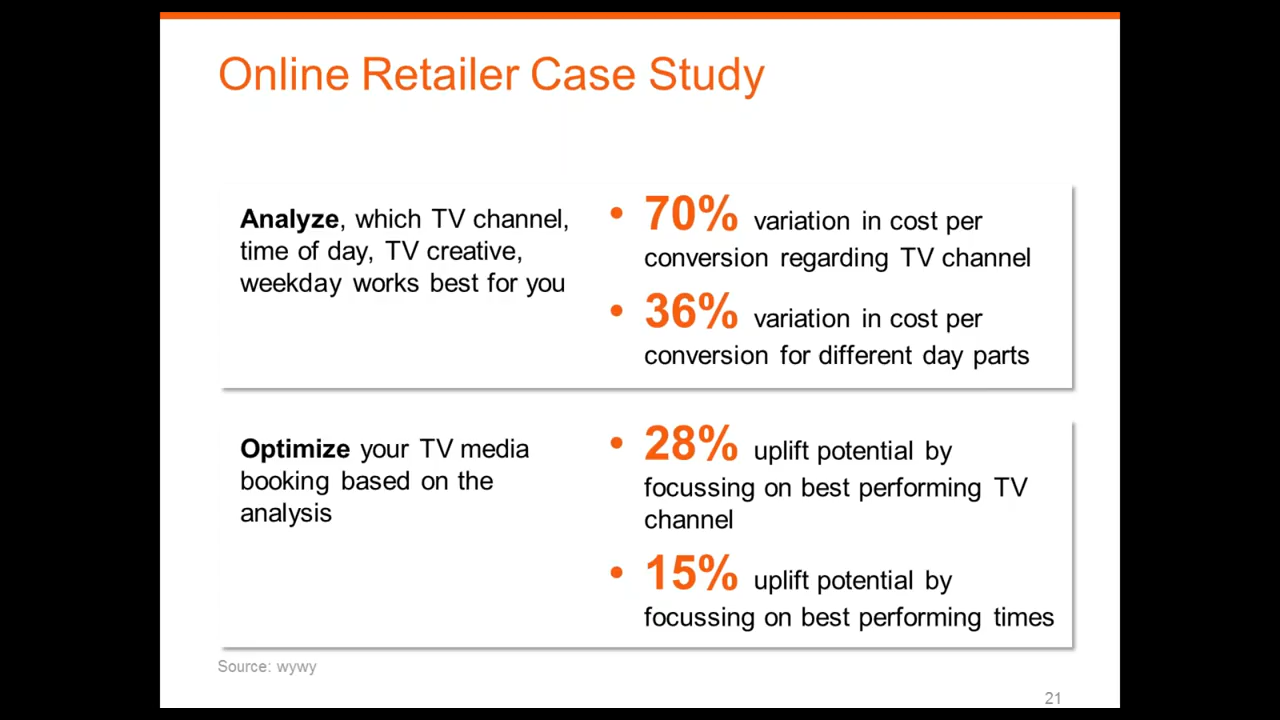 Online Retailer Case Study
Analyze, which TV channel,
time of day, TV creative,
weekday works best for you
• 70% variation in cost per
conversion regarding TV channel
• 36% variation in cost per
conversion for different day parts
Optimize your TV media
booking based on the
analysis
• 28% uplift potential by
focussing on best performing TV
channel
• 15% uplift potential by
focussing on best performing times
Source: wywy
21